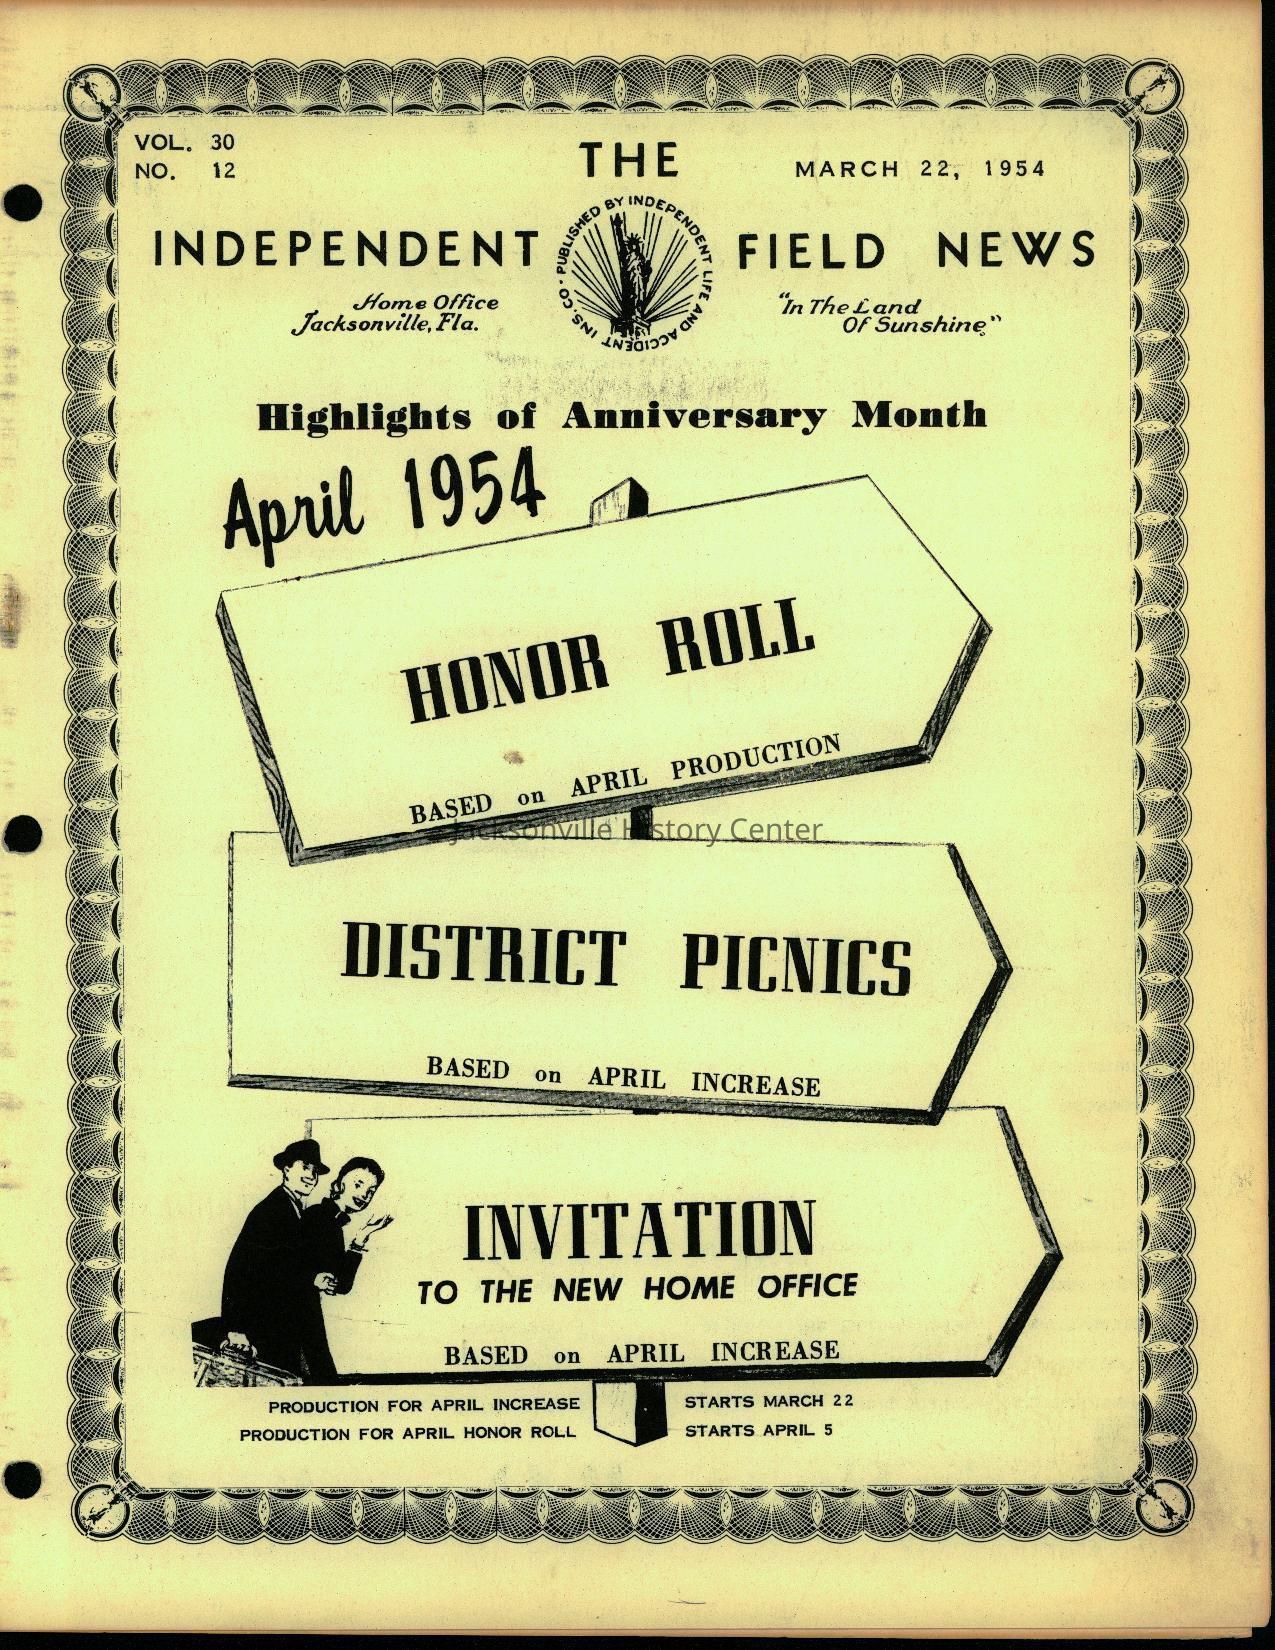 VOL. 30
NO. 12
THE
MARCH 22, 1954
INDEPENDENT FIELD NEWS
PUBLISHED BY INDEPENDENT LIFE AND ACCIDENT INS. CO •
Home Office
Jacksonville, Fla.
"In The Land
Of Sunshine"
Highlights of Anniversary Month
April 1954
HONOR ROLL
BASED on APRIL PRODUCTION
Jacksonville History Center
DISTRICT PICNICS
BASED on APRIL INCREASE
INVITATION
TO THE NEW HOME OFFICE
BASED on APRIL INCREASE
PRODUCTION FOR APRIL INCREASE STARTS MARCH 22
PRODUCTION FOR APRIL HONOR ROLL STARTS APRIL 5